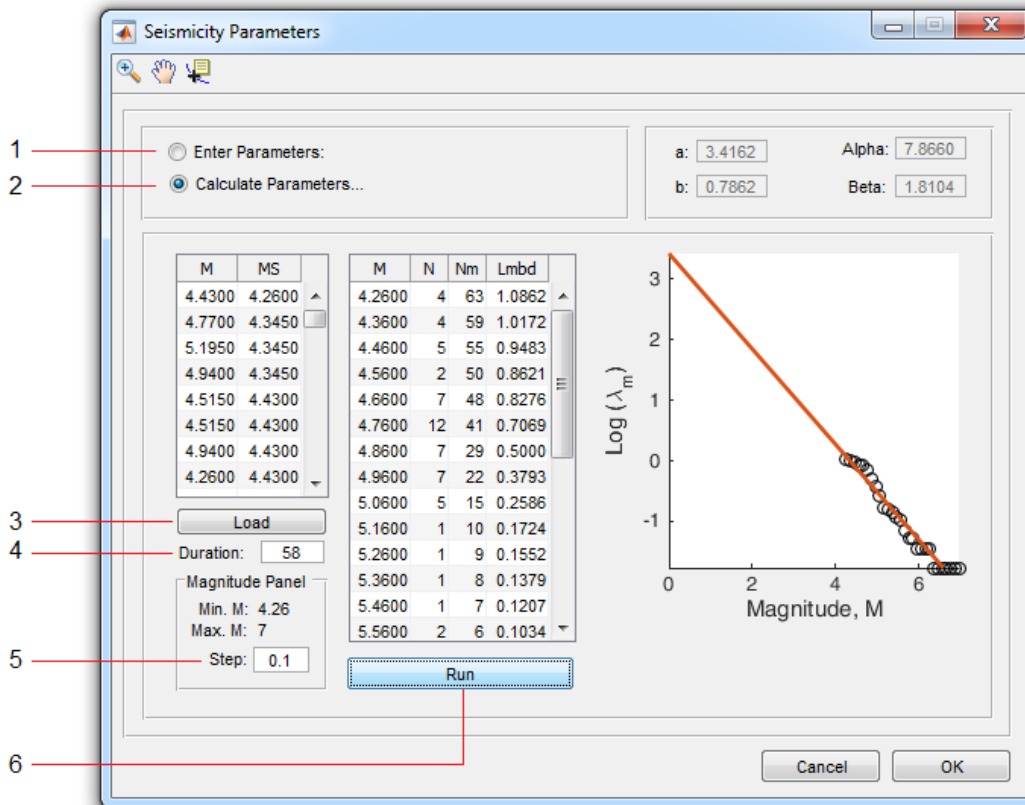 Seismicity Parameters
1
Enter Parameters:
2
Calculate Parameters...
a: 3.4162 Alpha: 7.8660
b: 0.7862 Beta: 1.8104
M MS
4.4300 4.2600
4.7700 4.3450
5.1950 4.3450
4.9400 4.3450
4.5150 4.4300
4.5150 4.4300
4.9400 4.4300
4.2600 4.4300
3
Load
4
Duration: 58
Magnitude Panel
Min. M: 4.26
Max. M: 7
5
Step: 0.1
M N Nm Lmbd
4.2600 4 63 1.0862
4.3600 4 59 1.0172
4.4600 5 55 0.9483
4.5600 2 50 0.8621
4.6600 7 48 0.8276
4.7600 12 41 0.7069
4.8600 7 29 0.5000
4.9600 7 22 0.3793
5.0600 5 15 0.2586
5.1600 1 10 0.1724
5.2600 1 9 0.1552
5.3600 1 8 0.1379
5.4600 1 7 0.1207
5.5600 2 6 0.1034
Run
6
Log (λm)
3
2
1
0
-1
0 2 4 6
Magnitude, M
Cancel OK